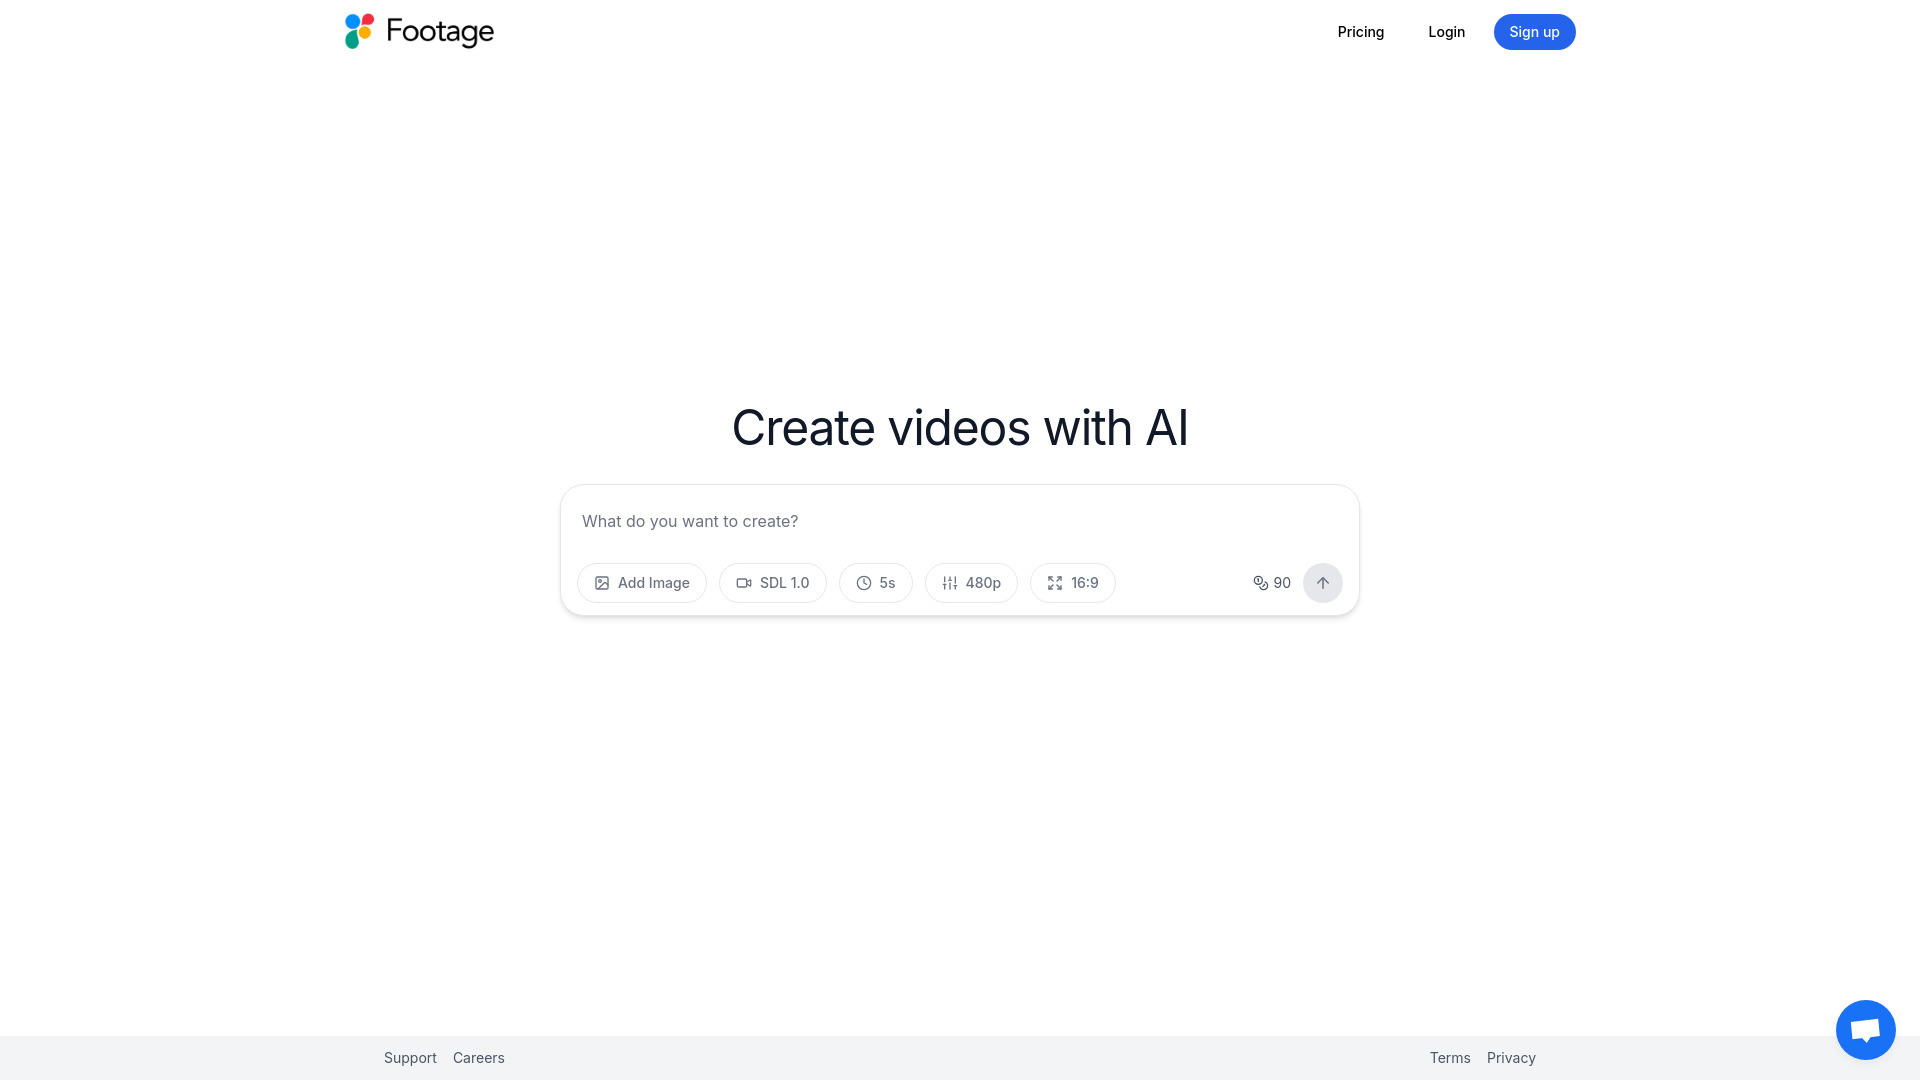 Footage
Pricing Login Sign up
Create videos with AI
What do you want to create?
Add Image SDL 1.0 5s 480p 16:9 90
Support Careers Terms Privacy